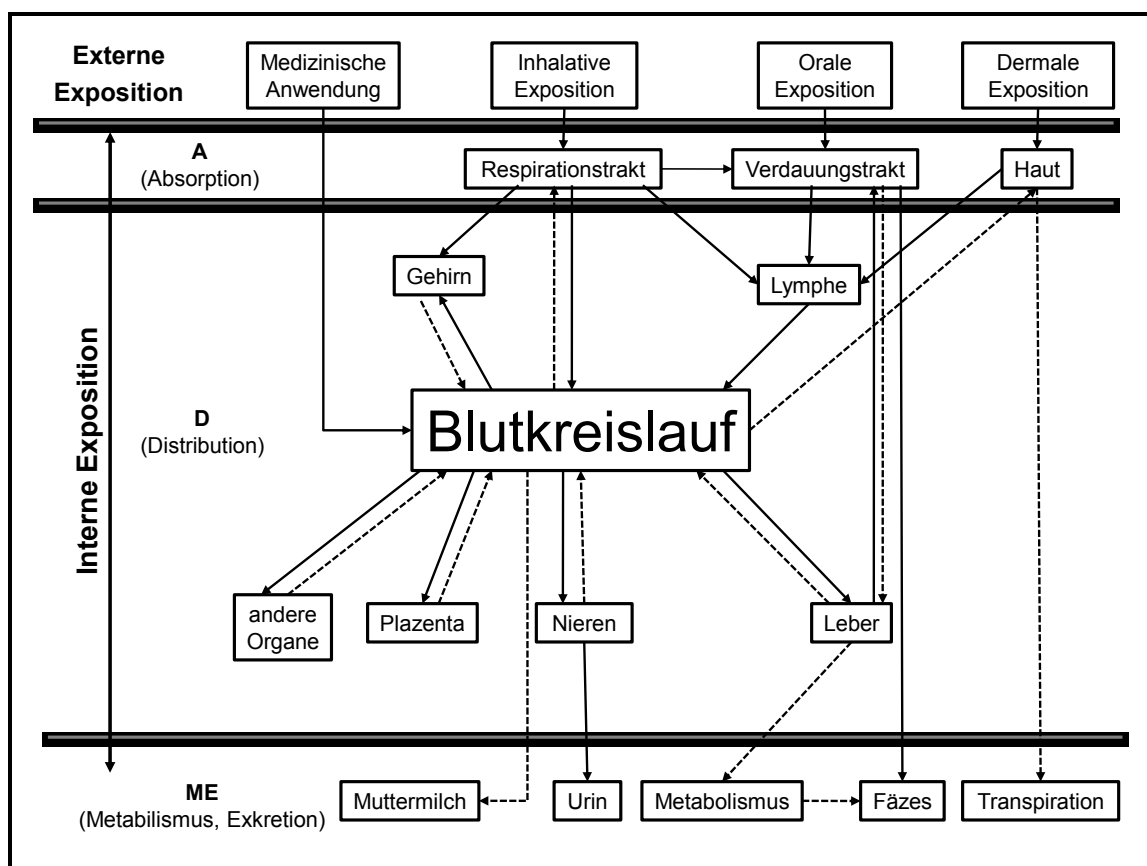 Externe
Exposition
Medizinische
Anwendung
Inhalative
Exposition
Orale
Exposition
Dermale
Exposition
A
(Absorption)
Respirationstrakt
Verdauungstrakt
Haut
Gehirn
Lymphe
Interne Exposition
D
(Distribution)
Blutkreislauf
andere
Organe
Plazenta
Nieren
Leber
ME
(Metabilismus, Exkretion)
Muttermilch
Urin
Metabolismus
Fäzes
Transpiration